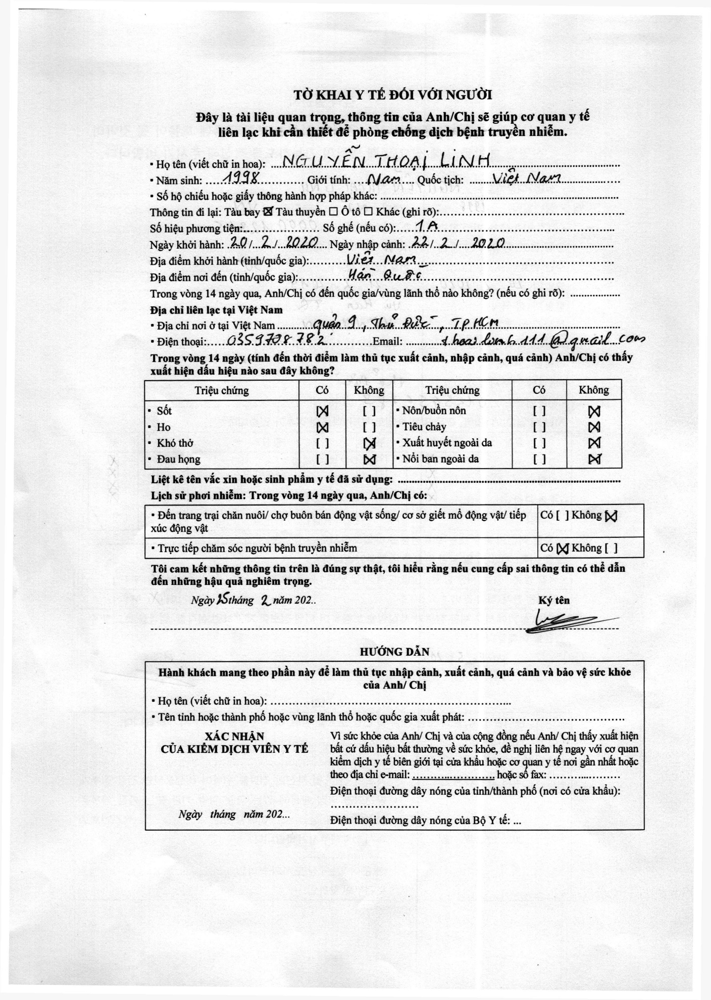 TỜ KHAI Y TẾ ĐỐI VỚI NGƯỜI
Đây là tài liệu quan trọng, thông tin của Anh/Chị sẽ giúp cơ quan y tế
liên lạc khi cần thiết để phòng chống dịch bệnh truyền nhiễm.
▪ Họ tên (viết chữ in hoa): ....NGUYỄN THOẠI LINH....
▪ Năm sinh: .....1998............. Giới tính: ....Nam.... Quốc tịch: .......Việt Nam...................
▪ Số hộ chiếu hoặc giấy thông hành hợp pháp khác: ....................
Thông tin đi lại: Tàu bay ☒ Tàu thuyền ☐ Ô tô ☐ Khác (ghi rõ):....................
Số hiệu phương tiện:.................... Số ghế (nếu có):......1A....................
Ngày khởi hành: .20./...2./...2020.... Ngày nhập cảnh: .22./..2./....2020....................
Địa điểm khởi hành (tỉnh/quốc gia):..........Việt Nam....................
Địa điểm nơi đến (tỉnh/quốc gia):..........Hàn Quốc....................
Trong vòng 14 ngày qua, Anh/Chị có đến quốc gia/vùng lãnh thổ nào không? (nếu có ghi rõ): ..................
Địa chỉ liên lạc tại Việt Nam
▪ Địa chỉ nơi ở tại Việt Nam ..........quận 9, Thủ Đức, TP HCM....................
▪ Điện thoại:.....0359738782............Email: ............thoailinh111@gmail.com
Trong vòng 14 ngày (tính đến thời điểm làm thủ tục xuất cảnh, nhập cảnh, quá cảnh) Anh/Chị có thấy
xuất hiện dấu hiệu nào sau đây không?
Triệu chứng Có Không Triệu chứng Có Không
▪ Sốt [X] [ ] ▪ Nôn/buồn nôn [ ] [X]
▪ Ho [X] [ ] ▪ Tiêu chảy [ ] [X]
▪ Khó thở [ ] [X] ▪ Xuất huyết ngoài da [ ] [X]
▪ Đau họng [ ] [X] ▪ Nổi ban ngoài da [ ] [X]
Liệt kê tên vắc xin hoặc sinh phẩm y tế đã sử dụng: ....................
Lịch sử phơi nhiễm: Trong vòng 14 ngày qua, Anh/Chị có:
▪ Đến trang trại chăn nuôi/ chợ buôn bán động vật sống/ cơ sở giết mổ động vật/ tiếp Có [ ] Không [X]
xúc động vật
▪ Trực tiếp chăm sóc người bệnh truyền nhiễm Có [X] Không [ ]
Tôi cam kết những thông tin trên là đúng sự thật, tôi hiểu rằng nếu cung cấp sai thông tin có thể dẫn
đến những hậu quả nghiêm trọng.
Ngày 25 tháng 2 năm 202.. Ký tên
HƯỚNG DẪN
Hành khách mang theo phần này để làm thủ tục nhập cảnh, xuất cảnh, quá cảnh và bảo vệ sức khỏe
của Anh/ Chị
▪ Họ tên (viết chữ in hoa): ....................
▪ Tên tỉnh hoặc thành phố hoặc vùng lãnh thổ hoặc quốc gia xuất phát: ....................
XÁC NHẬN
CỦA KIỂM DỊCH VIÊN Y TẾ
Ngày tháng năm 202...
Vì sức khỏe của Anh/ Chị và của cộng đồng nếu Anh/ Chị thấy xuất hiện
bất cứ dấu hiệu bất thường về sức khỏe, đề nghị liên hệ ngay với cơ quan
kiểm dịch y tế biên giới tại cửa khẩu hoặc cơ quan y tế nơi gần nhất hoặc
theo địa chỉ e-mail: .................... hoặc số fax: ....................
Điện thoại đường dây nóng của tỉnh/thành phố (nơi có cửa khẩu):
........................
Điện thoại đường dây nóng của Bộ Y tế: ...